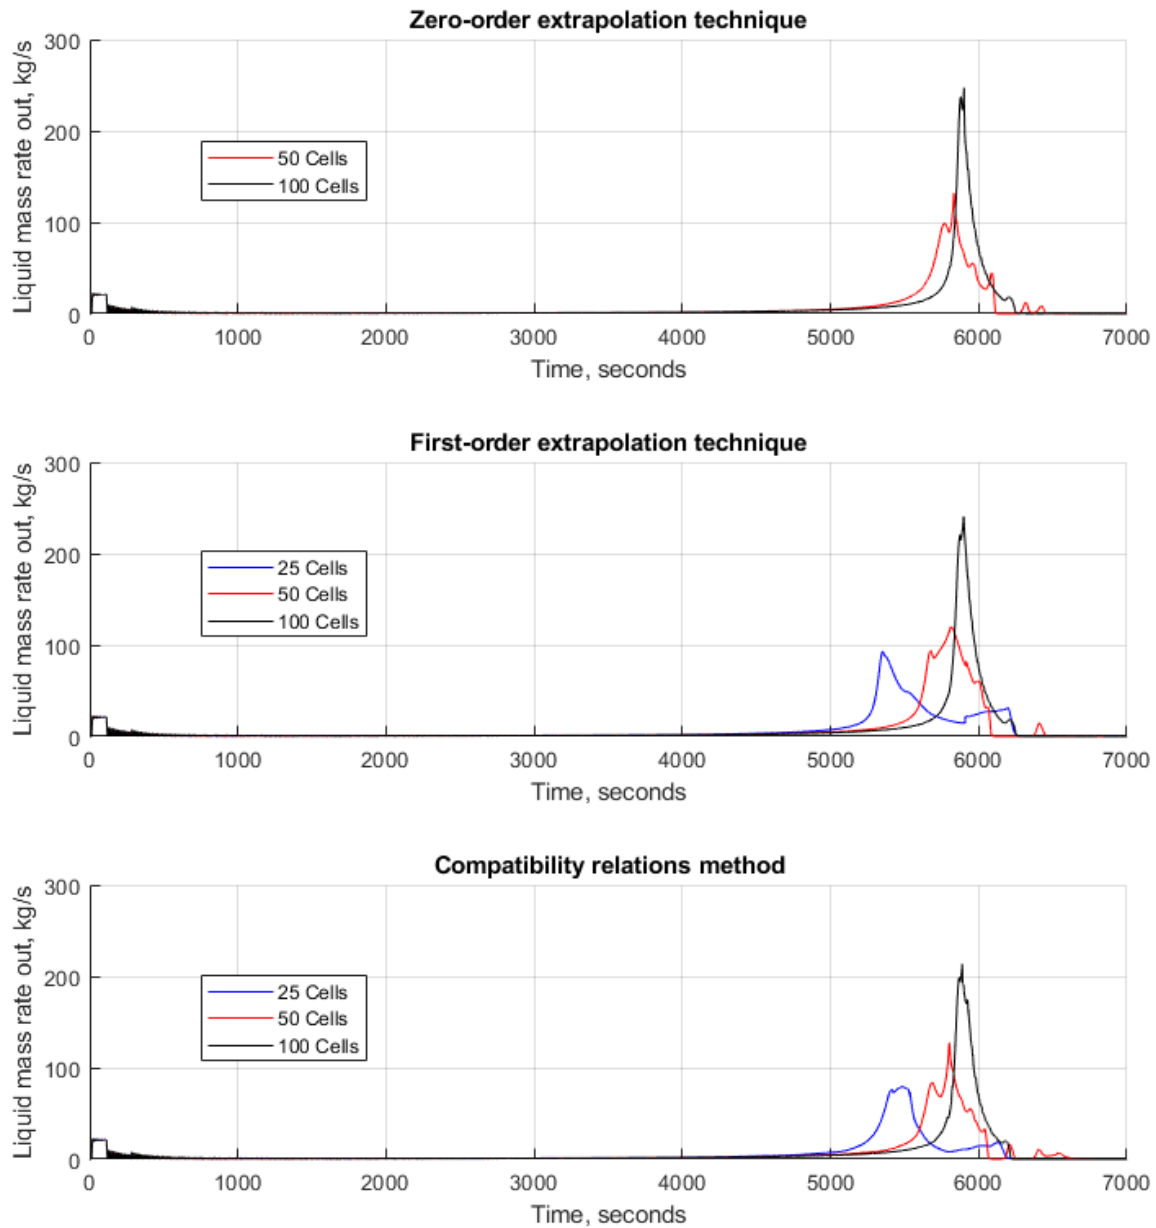 Zero-order extrapolation technique
Liquid mass rate out, kg/s
300
200
100
0
50 Cells
100 Cells
0 1000 2000 3000 4000 5000 6000 7000
Time, seconds
First-order extrapolation technique
Liquid mass rate out, kg/s
300
200
100
0
25 Cells
50 Cells
100 Cells
0 1000 2000 3000 4000 5000 6000 7000
Time, seconds
Compatibility relations method
Liquid mass rate out, kg/s
300
200
100
0
25 Cells
50 Cells
100 Cells
0 1000 2000 3000 4000 5000 6000 7000
Time, seconds